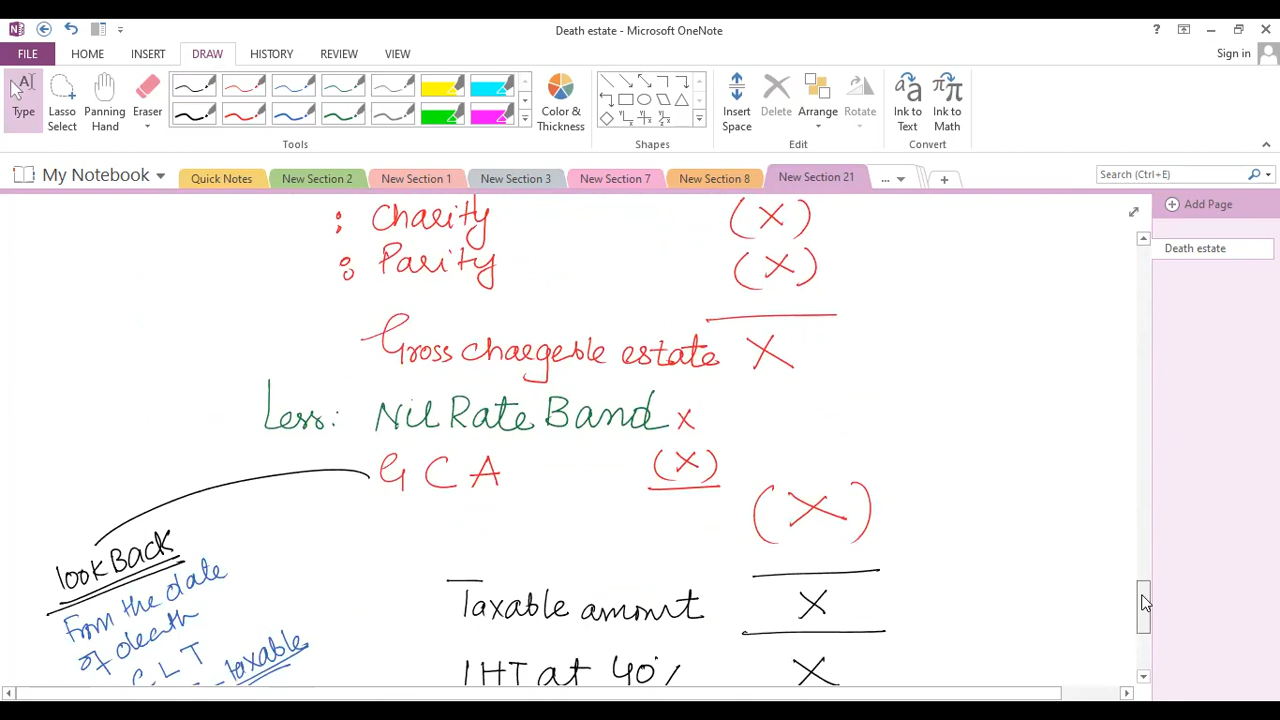 Death estate - Microsoft OneNote
Sign in
FILE HOME INSERT DRAW HISTORY REVIEW VIEW
Type
Lasso Select
Panning Hand
Eraser
Color & Thickness
Insert Space
Delete
Arrange
Rotate
Ink to Text
Ink to Math
Tools Shapes Edit Convert
My Notebook Quick Notes New Section 2 New Section 1 New Section 3 New Section 7 New Section 8 New Section 21 ... Search (Ctrl+E)
Add Page
Death estate
: Charity (X)
: Parity (X)
Gross chargeble estate X
Less: Nil Rate Band x
G C A (X)
(X)
Taxable amount X
IHT at 40% X
look Back
From the date
of death
C L T
taxable